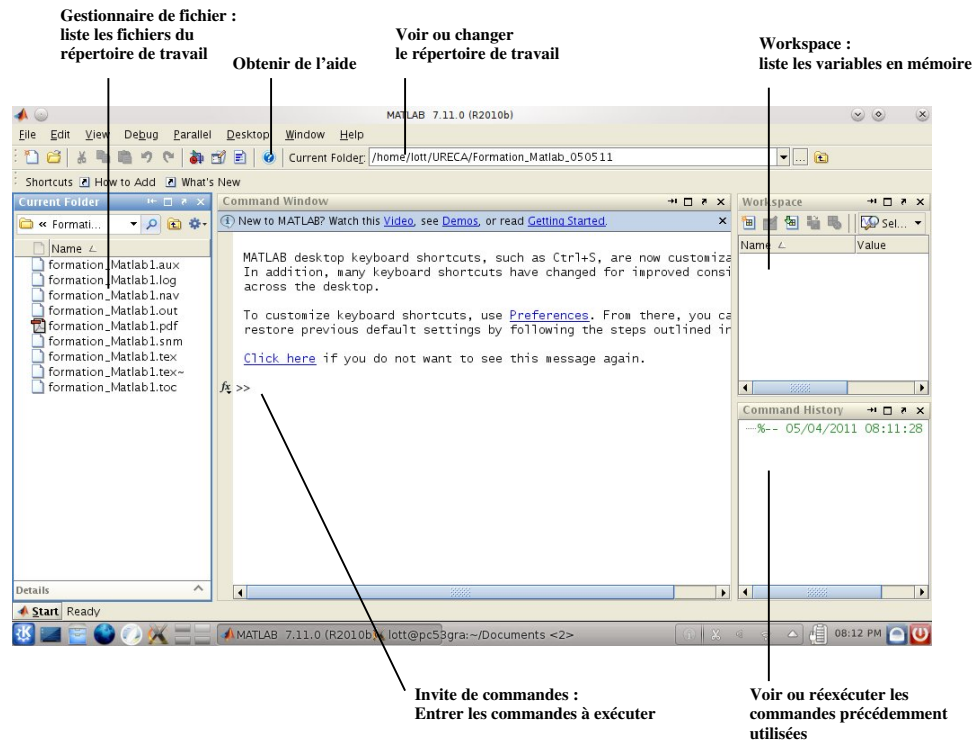 Gestionnaire de fichier :
liste les fichiers du
répertoire de travail
Obtenir de l'aide
Voir ou changer
le répertoire de travail
Workspace :
liste les variables en mémoire
MATLAB 7.11.0 (R2010b)
File Edit View Debug Parallel Desktop Window Help
Current Folder: /home/lott/URECA/Formation_Matlab_050511
Shortcuts How to Add What's New
Current Folder
« Formati...
Name
formation_Matlab1.aux
formation_Matlab1.log
formation_Matlab1.nav
formation_Matlab1.out
formation_Matlab1.pdf
formation_Matlab1.snm
formation_Matlab1.tex
formation_Matlab1.tex~
formation_Matlab1.toc
Details
Command Window
New to MATLAB? Watch this Video, see Demos, or read Getting Started.
MATLAB desktop keyboard shortcuts, such as Ctrl+S, are now customiza
In addition, many keyboard shortcuts have changed for improved consi
across the desktop.
To customize keyboard shortcuts, use Preferences. From there, you ca
restore previous default settings by following the steps outlined in
Click here if you do not want to see this message again.
fx >>
Workspace
Sel...
Name Value
Command History
%-- 05/04/2011 08:11:28
Start Ready
MATLAB 7.11.0 (R2010b)
lott@pc53gra:~/Documents <2>
08:12 PM
Invite de commandes :
Entrer les commandes à exécuter
Voir ou réexécuter les
commandes précédemment
utilisées